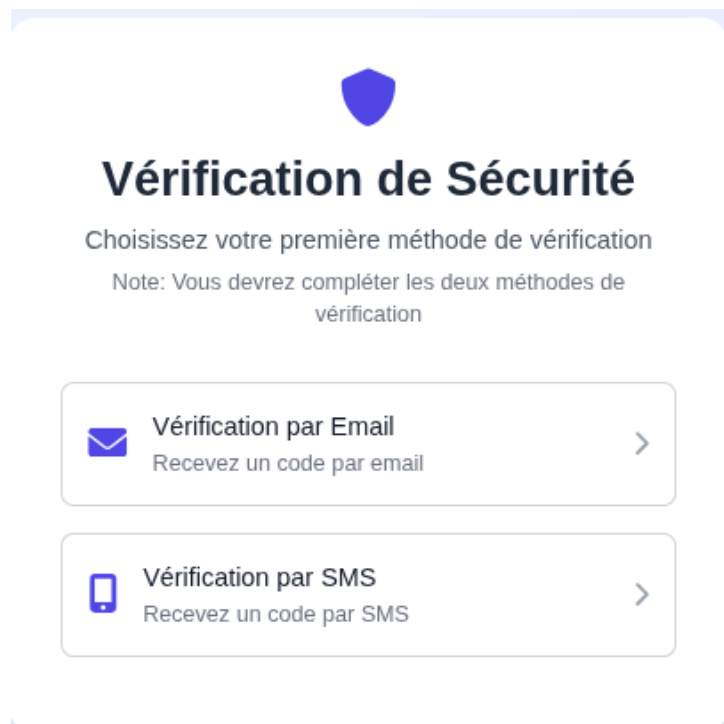 Vérification de Sécurité
Choisissez votre première méthode de vérification
Note: Vous devrez compléter les deux méthodes de
vérification
Vérification par Email
Recevez un code par email
Vérification par SMS
Recevez un code par SMS